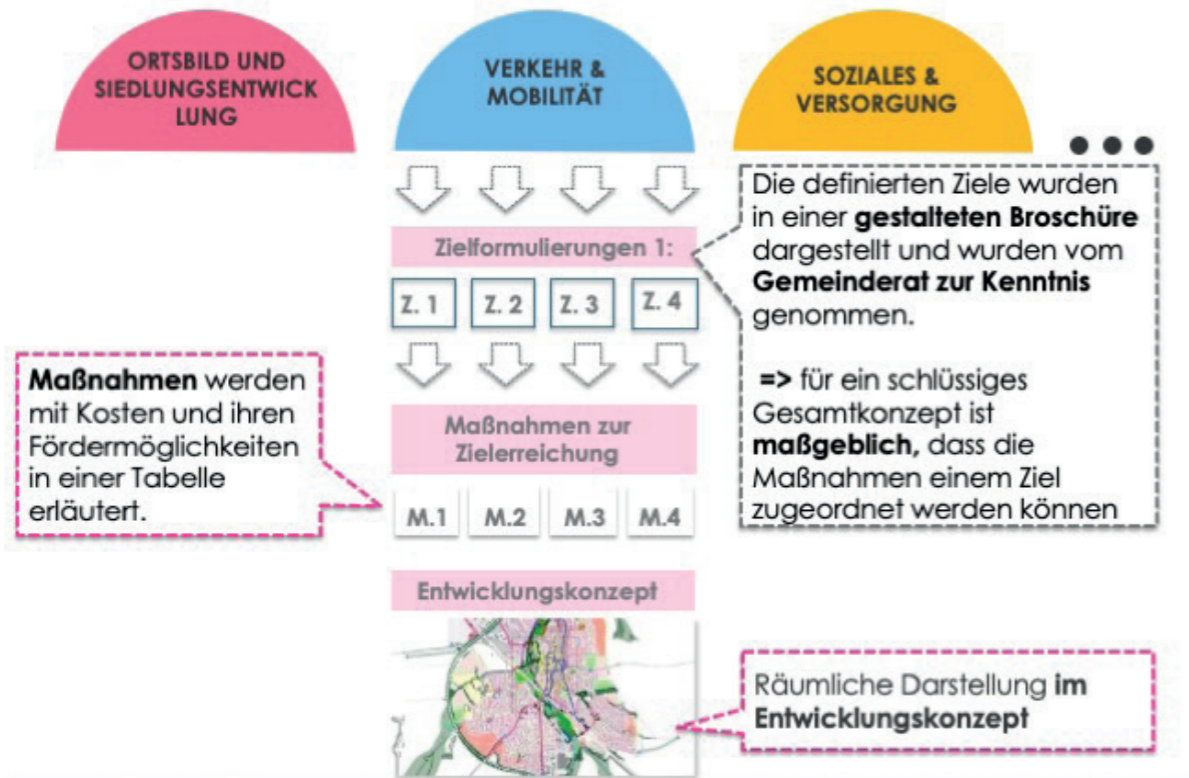 ORTSBILD UND
SIEDLUNGSENTWICK
LUNG
VERKEHR &
MOBILITÄT
SOZIALES &
VERSORGUNG
Zielformulierungen 1:
Z. 1
Z. 2
Z. 3
Z. 4
Die definierten Ziele wurden
in einer gestalteten Broschüre
dargestellt und wurden vom
Gemeinderat zur Kenntnis
genommen.
=> für ein schlüssiges
Gesamtkonzept ist
maßgeblich, dass die
Maßnahmen einem Ziel
zugeordnet werden können
Maßnahmen werden
mit Kosten und ihren
Fördermöglichkeiten
in einer Tabelle
erläutert.
Maßnahmen zur
Zielerreichung
M.1
M.2
M.3
M.4
Entwicklungskonzept
Räumliche Darstellung im
Entwicklungskonzept